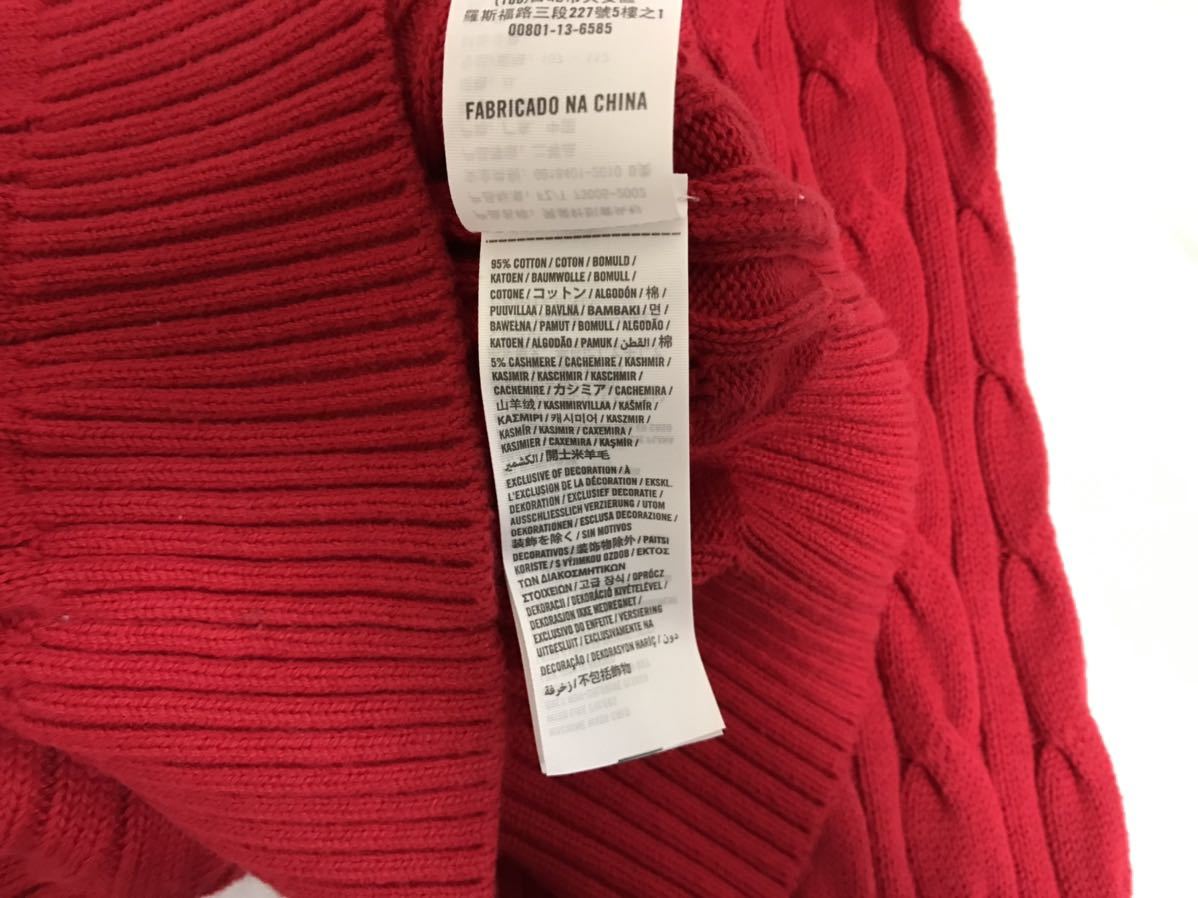 羅斯福路三段227號5樓之1
00801-13-6585
FABRICADO NA CHINA
95% COTTON / COTON / BOMULD /
KATOEN / BAUMWOLLE / BOMULL /
COTONE / コットン / ALGODÓN / 棉 /
PUUVILLAA / BAVLNA / ΒΑΜΒΑΚΙ / 면 /
BAWEŁNA / PAMUT / BOMULL / ALGODÃO /
KATOEN / ALGODÃO / PAMUK / القطن / 棉
5% CASHMERE / CACHEMIRE / KASHMIR /
KASJMIR / KASCHMIR / KASCHMIR /
CACHEMIRE / カシミア / CACHEMIRA /
山羊绒 / KASHMIRVILLAA / KAŠMÍR /
ΚΑΣΜΙΡΙ / 캐시미어 / KASZMIR /
KASMÍR / KASJMIR / CAXEMIRA /
KASJMIER / CAXEMIRA / KAŞMİR /
الكشمير / 開士米羊毛
EXCLUSIVE OF DECORATION / À
L'EXCLUSION DE LA DÉCORATION / EKSKL.
DEKORATION / EXCLUSIEF DECORATIE /
AUSSCHLIESSLICH VERZIERUNG / UTOM
DEKORATIONEN / ESCLUSA DECORAZIONE /
装飾を除く / SIN MOTIVOS
DECORATIVOS / 装饰物除外 / PAITSI
KORISTE / S VÝJIMKOU OZDOB / ΕΚΤΟΣ
ΤΩΝ ΔΙΑΚΟΣΜΗΤΙΚΩΝ
ΣΤΟΙΧΕΙΩΝ / 고급 장식 / OPRÓCZ
DEKORACJI / DEKORÁCIÓ KIVÉTELÉVEL /
DEKORASJON IKKE MEDREGNET /
EXCLUSIVO DO ENFEITE / VERSIERING
UITGESLUIT / EXCLUSIVAMENTE NA
DECORAÇÃO / DEKORASYON HARİÇ / دون
زخرفة / 不包括飾物